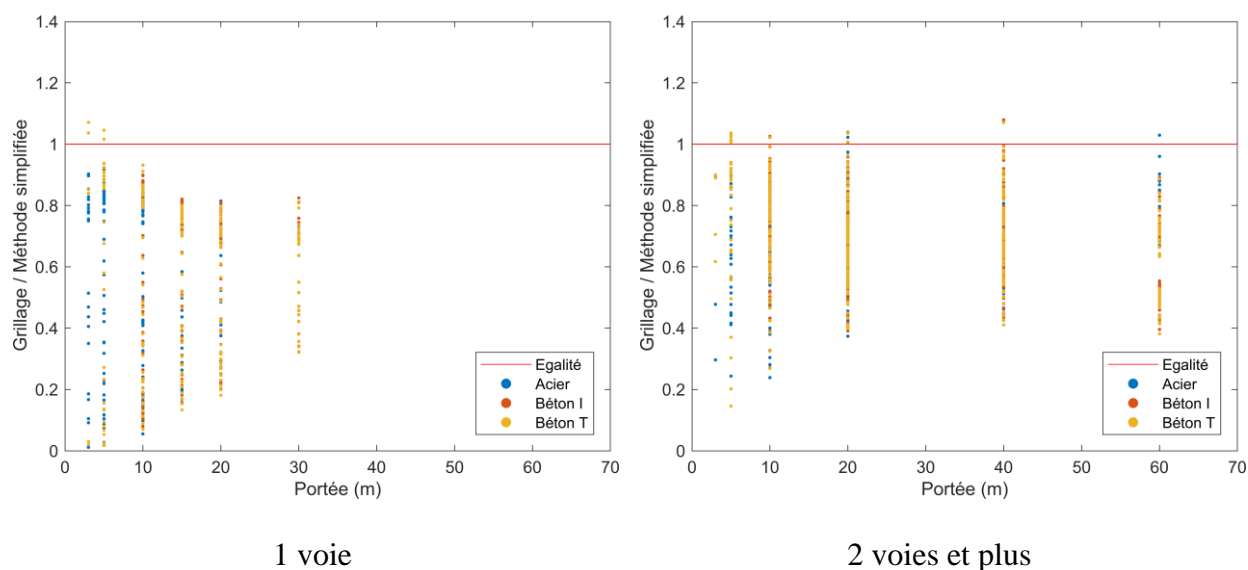 1.4
1.2
1
0.8
0.6
0.4
0.2
0
Grillage / Méthode simplifiée
0 10 20 30 40 50 60 70
Portée (m)
Egalité
Acier
Béton I
Béton T
1 voie
1.4
1.2
1
0.8
0.6
0.4
0.2
0
Grillage / Méthode simplifiée
0 10 20 30 40 50 60 70
Portée (m)
Egalité
Acier
Béton I
Béton T
2 voies et plus